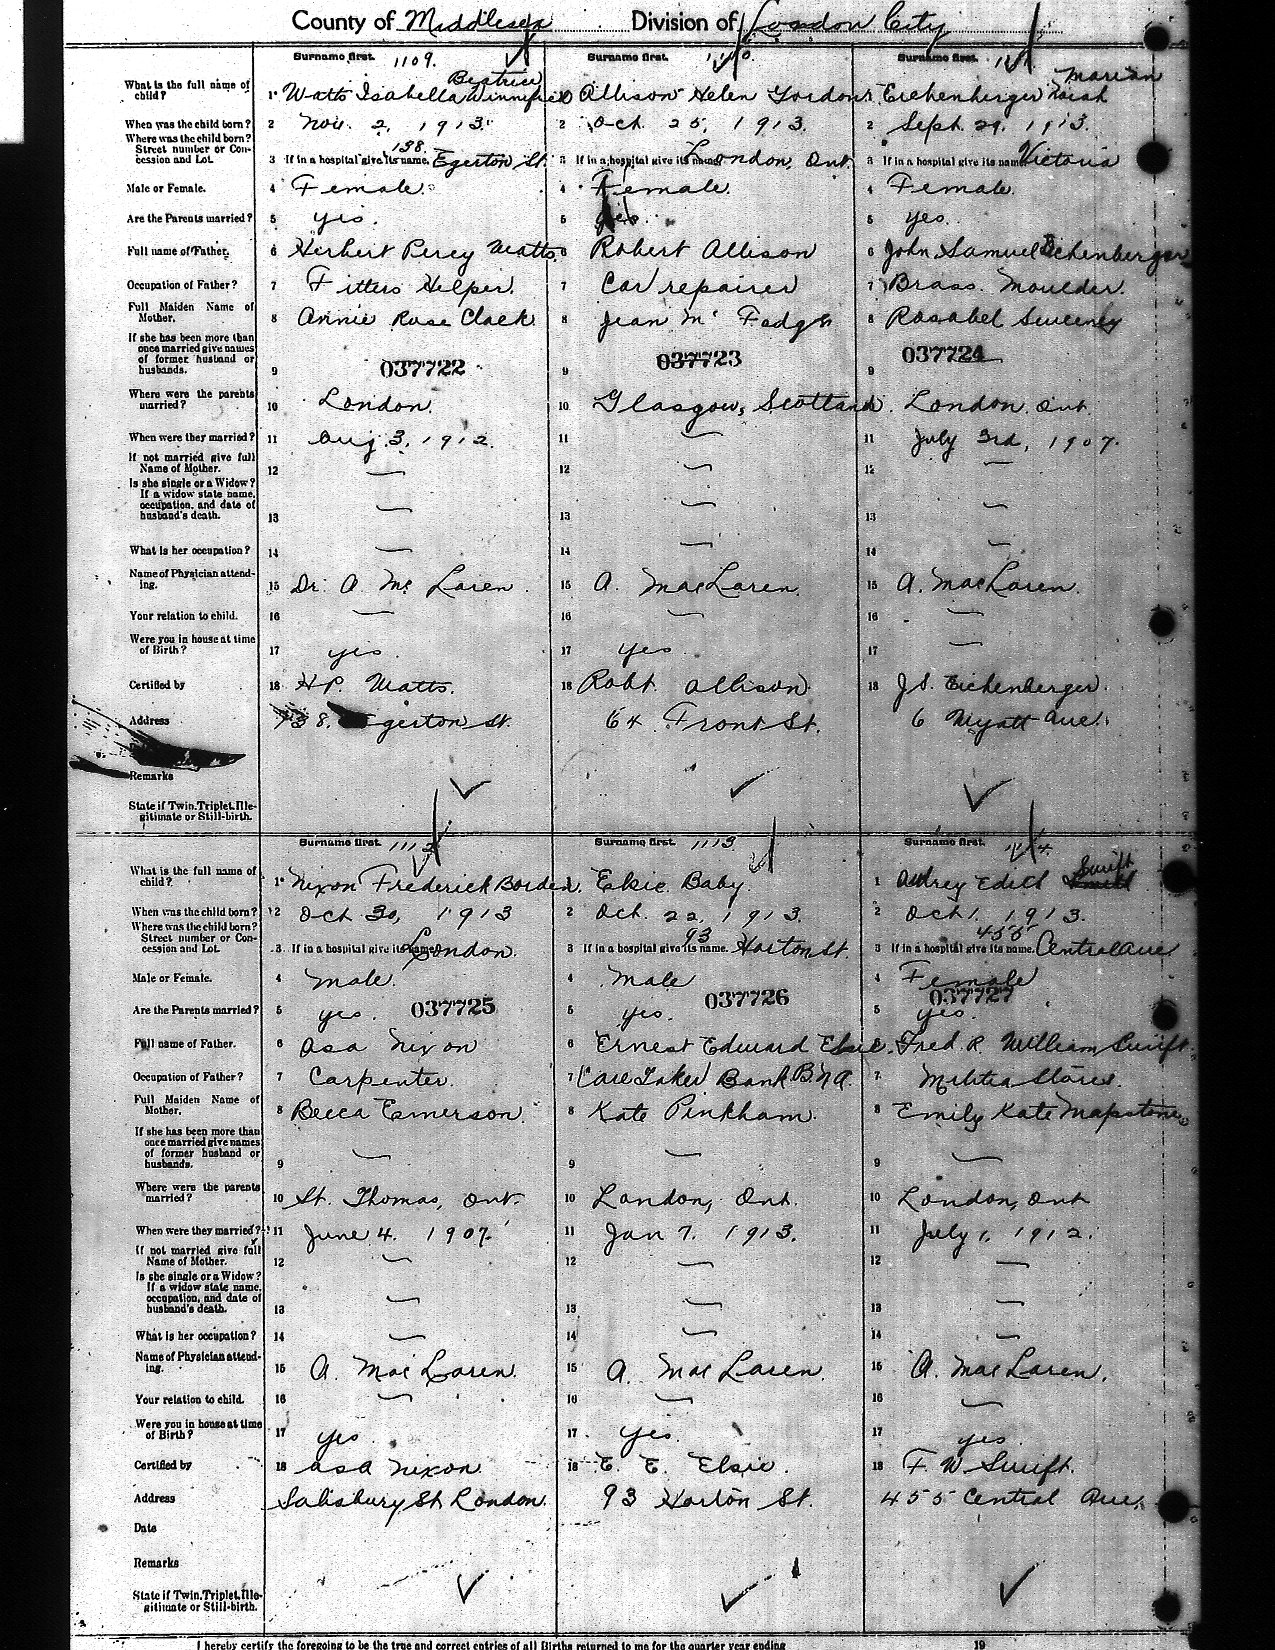 County of Middlesex Division of London City
Surname first. 1109. Surname first. 1110. Surname first. 1111
Beatrice Marian
What is the full name of child? 1 Watts Isabella Winnifred 1 Allison Helen Gordon 1 Eichenberger Norah
When was the child born? 2 Nov. 2, 1913. 2 Oct. 25, 1913. 2 Sept. 29, 1913.
Where was the child born?
Street number or Con-
138.
cession and Lot. 3 If in a hospital give its name. Egerton St. 3 If in a hospital give its name. London, Ont. 3 If in a hospital give its name Victoria
Male or Female. 4 Female. 4 Female. 4 Female.
Are the Parents married? 5 yes. 5 yes. 5 yes.
Full name of Father. 6 Herbert Percy Watts. 6 Robert Allison 6 John Samuel Eichenberger
Occupation of Father? 7 Fitters Helper. 7 Car repairer 7 Brass Moulder.
Full Maiden Name of
Mother. 8 Annie Rose Clack 8 Jean Mc 8 Rosabel Sweeney
If she has been more than
once married give names
of former husband or
husbands. 9 037722 9 037723 9 037724
Where were the parents
married? 10 London. 10 Glasgow, Scotland. 10 London, Ont.
When were they married? 11 Aug. 3, 1912. 11 — 11 July 3rd, 1907.
If not married give full
Name of Mother. 12 — 12 — 12 —
Is she single or a Widow?
If a widow state name,
occupation, and date of
husband's death. 13 — 13 — 13 —
What is her occupation? 14 — 14 — 14 —
Name of Physician attend-
ing. 15 Dr. A. Mc Laren. 15 A. MacLaren. 15 A. MacLaren.
Your relation to child. 16 — 16 — 16 —
Were you in house at time
of Birth? 17 yes. 17 yes. 17 —
Certified by 18 H P. Watts. 18 Robt. Allison 18 J S. Eichenberger.
Address 138. Egerton St. 64 Front St. 6 Wyatt Ave.
Remarks
State if Twin, Triplet, Ille-
gitimate or Still-birth.
Surname first. 1112 Surname first. 1113 Surname first. 1114.
Swift
What is the full name of
child? 1 Nixon Frederick Borden. 1 Elsie Baby. 1 Audrey Edith
When was the child born? 2 Oct 30, 1913 2 Oct. 22, 1913. 2 Oct 1, 1913.
Where was the child born?
Street number or Con-
93 455
cession and Lot. 3 If in a hospital give its name London. 3 If in a hospital give its name. Horton St. 3 If in a hospital give its name. Central Ave
Male or Female. 4 male. 4 Male 4 Female
037725 037726 037727
Are the Parents married? 5 yes. 5 yes. 5 yes.
Full name of Father. 6 Asa Nixon 6 Ernest Edward Elsie. 6 Fred. R. William Swift
Occupation of Father? 7 Carpenter. 7 Care Taker Bank B.N.A. 7 Militia Stores.
Full Maiden Name of
Mother. 8 Becca Emerson. 8 Kate Pinkham. 8 Emily Kate Mapstone
If she has been more than
once married give names
of former husband or
husbands. 9 — 9 — 9 —
Where were the parents
married? 10 St. Thomas, Ont. 10 London, Ont. 10 London, Ont
When were they married? 11 June 4. 1907. 11 Jan 7. 1913. 11 July 1, 1912.
If not married give full
Name of Mother. 12 — 12 — 12 —
Is she single or a Widow?
If a widow state name,
occupation, and date of
husband's death. 13 — 13 — 13 —
What is her occupation? 14 — 14 — 14 —
Name of Physician attend-
ing. 15 A. MacLaren. 15 A. MacLaren. 15 A. MacLaren.
Your relation to child. 16 — 16 — 16 —
Were you in house at time
of Birth? 17 yes 17 Yes. 17 yes.
Certified by 18 Asa Nixon. 18 E. E. Elsie. 18 F. W. Swift.
Address Salisbury St London. 93 Horton St. 455 Central Ave.
Date
Remarks
State if Twin, Triplet, Ille-
gitimate or Still-birth.
I hereby certify the foregoing to be the true and correct entries of all Births returned to me for the quarter year ending 19